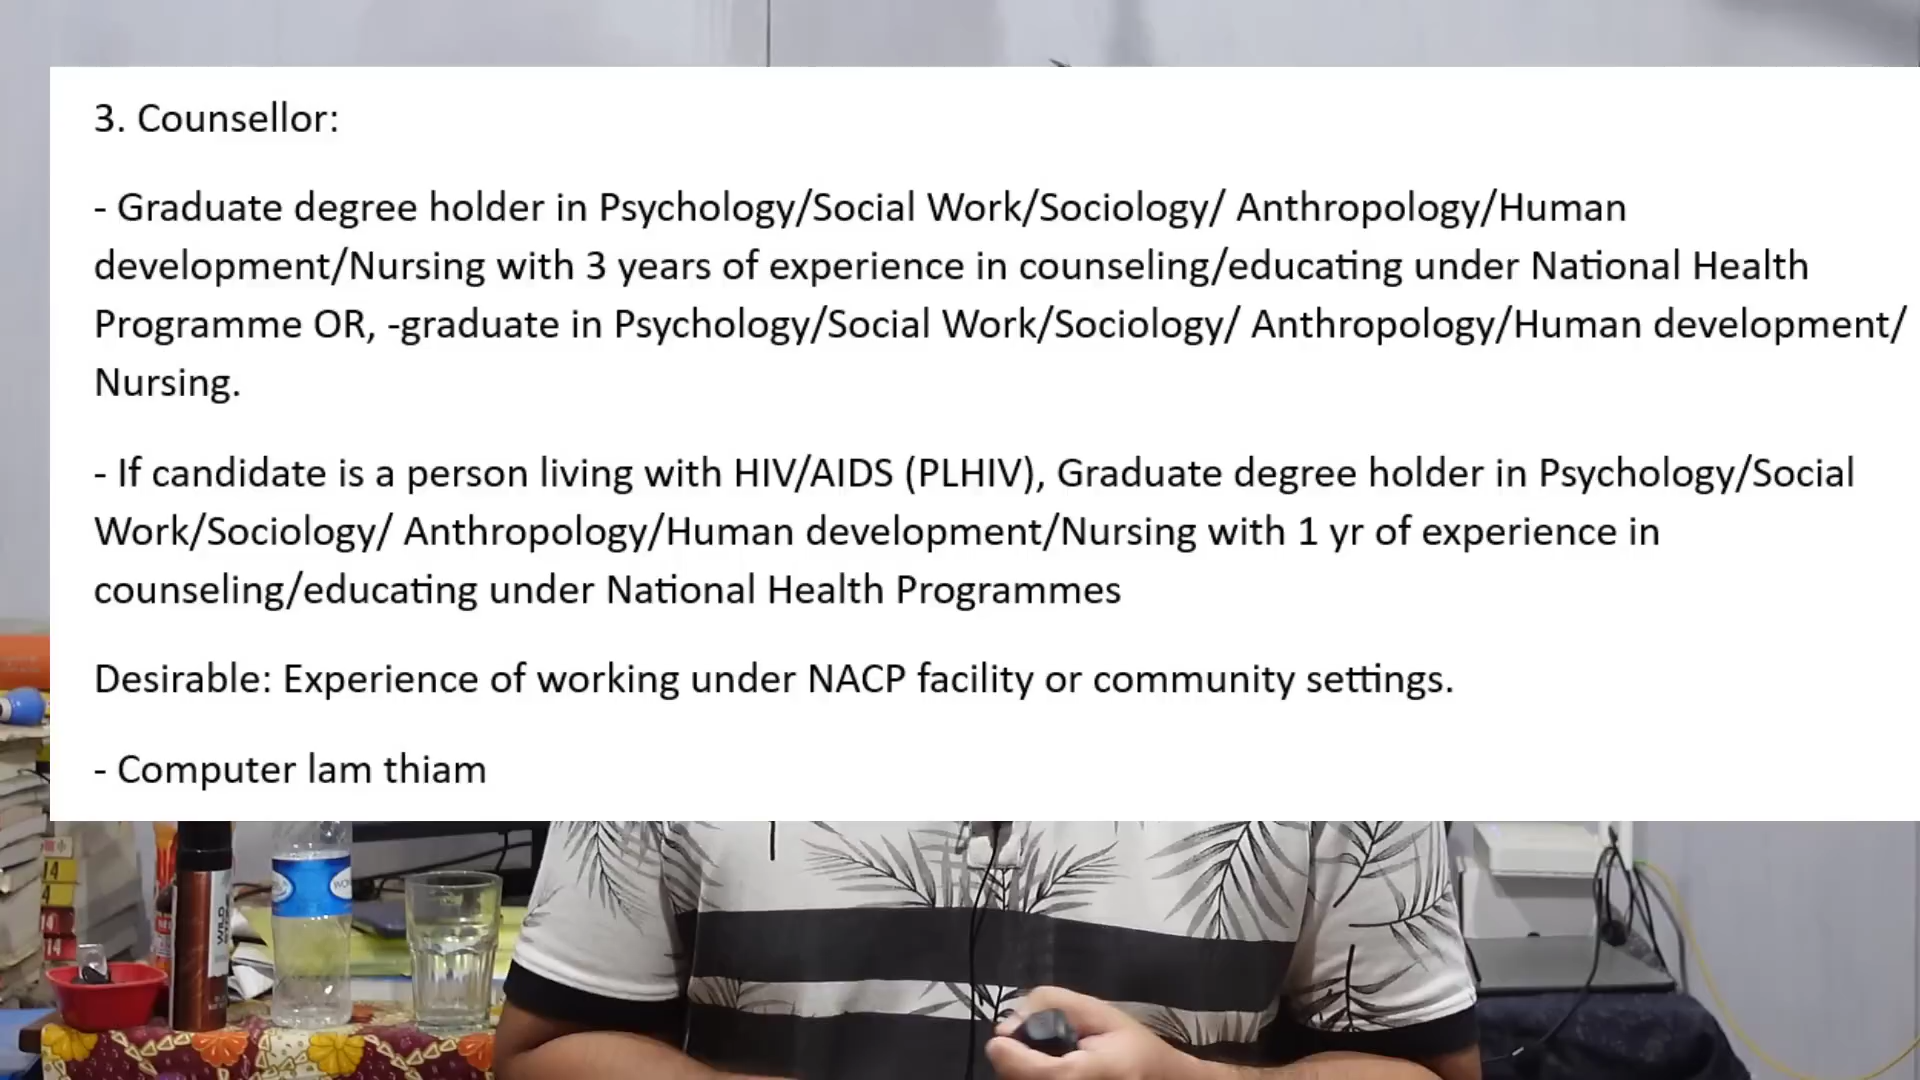 3. Counsellor:
- Graduate degree holder in Psychology/Social Work/Sociology/ Anthropology/Human
development/Nursing with 3 years of experience in counseling/educating under National Health
Programme OR, -graduate in Psychology/Social Work/Sociology/ Anthropology/Human development/
Nursing.
- If candidate is a person living with HIV/AIDS (PLHIV), Graduate degree holder in Psychology/Social
Work/Sociology/ Anthropology/Human development/Nursing with 1 yr of experience in
counseling/educating under National Health Programmes
Desirable: Experience of working under NACP facility or community settings.
- Computer lam thiam
14
4
14
WILD